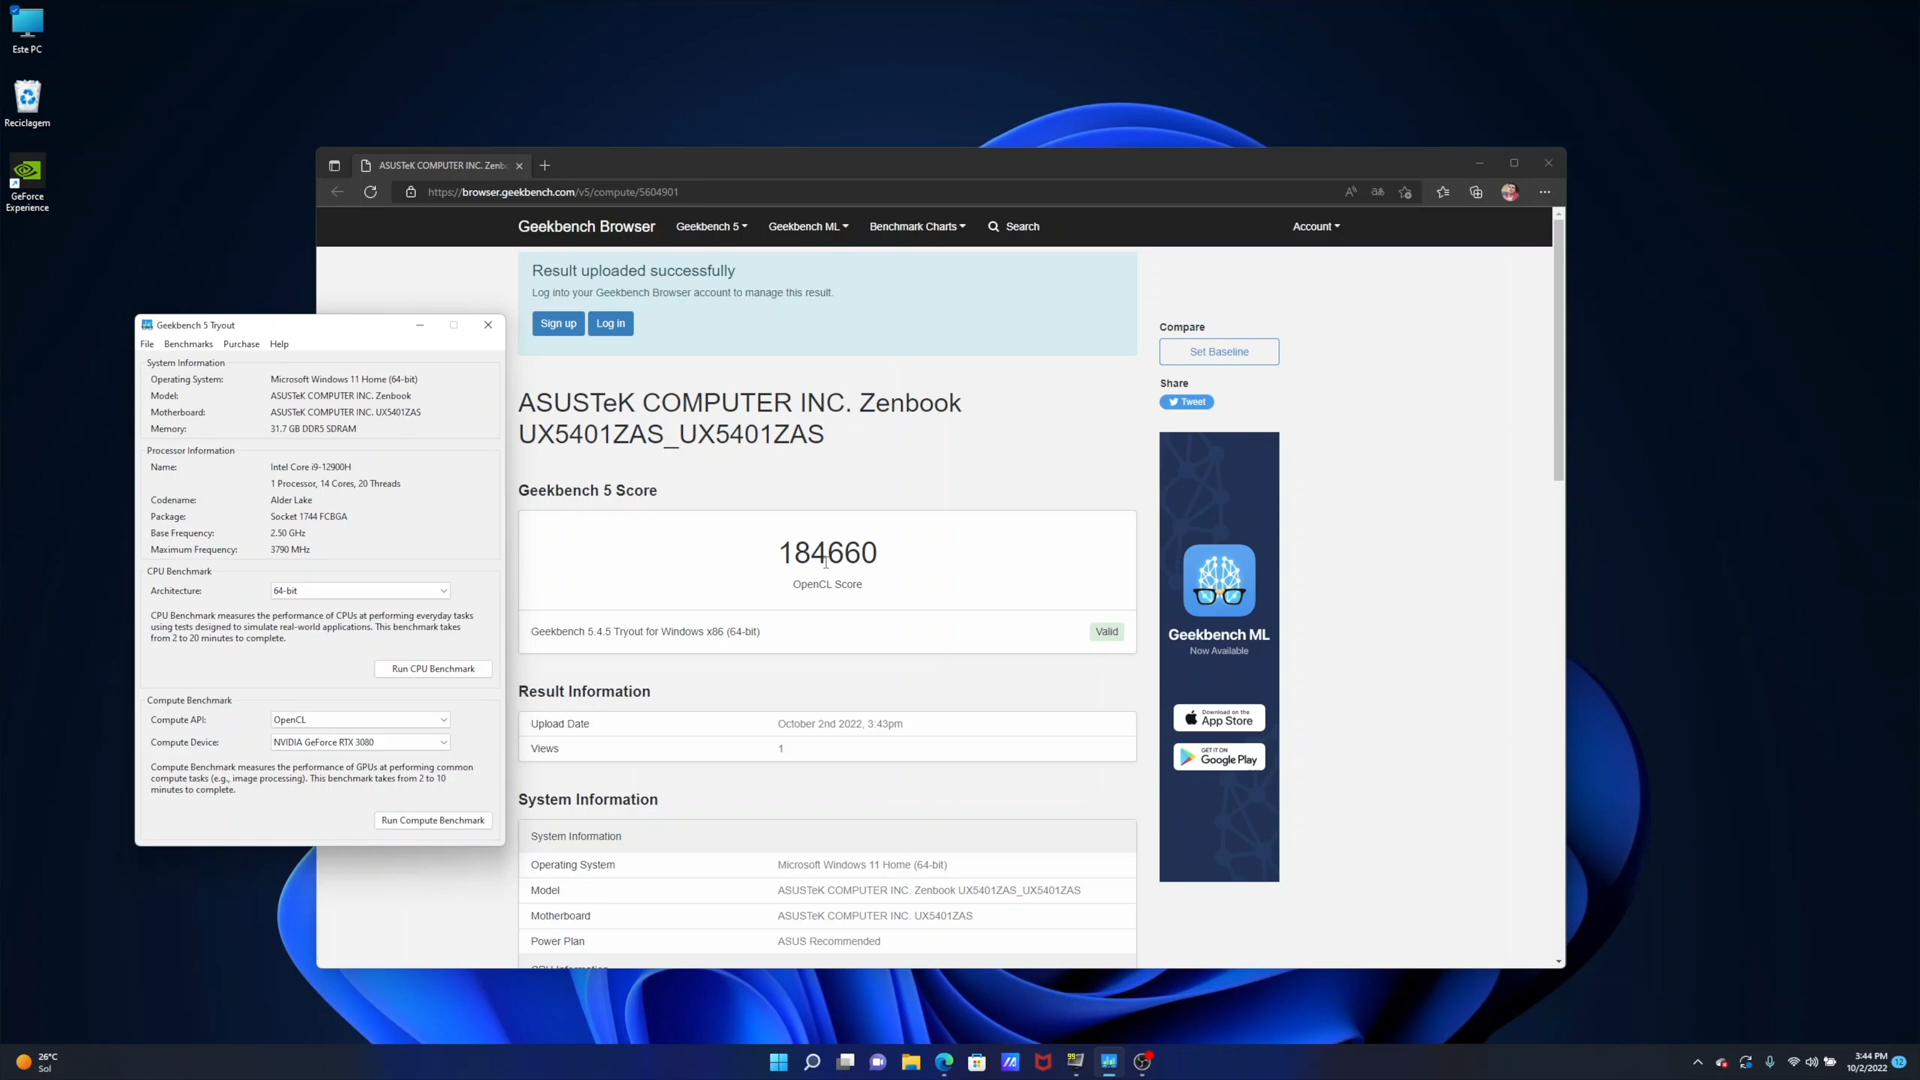 Este PC
Reciclagem
GeForce
Experience
ASUSTeK COMPUTER INC. Zenb
https://browser.geekbench.com/v5/compute/5604901
Geekbench Browser
Geekbench 5
Geekbench ML
Benchmark Charts
Search
Account
Result uploaded successfully
Log into your Geekbench Browser account to manage this result.
Sign up
Log in
Compare
Set Baseline
Share
Tweet
ASUSTeK COMPUTER INC. Zenbook
UX5401ZAS_UX5401ZAS
Geekbench 5 Score
184660
OpenCL Score
Geekbench 5.4.5 Tryout for Windows x86 (64-bit)
Valid
Result Information
Upload Date October 2nd 2022, 3:43pm
Views 1
System Information
System Information
Operating System Microsoft Windows 11 Home (64-bit)
Model ASUSTeK COMPUTER INC. Zenbook UX5401ZAS_UX5401ZAS
Motherboard ASUSTeK COMPUTER INC. UX5401ZAS
Power Plan ASUS Recommended
Geekbench ML
Now Available
Download on the
App Store
GET IT ON
Google Play
Geekbench 5 Tryout
File Benchmarks Purchase Help
System Information
Operating System: Microsoft Windows 11 Home (64-bit)
Model: ASUSTeK COMPUTER INC. Zenbook
Motherboard: ASUSTeK COMPUTER INC. UX5401ZAS
Memory: 31.7 GB DDR5 SDRAM
Processor Information
Name: Intel Core i9-12900H
1 Processor, 14 Cores, 20 Threads
Codename: Alder Lake
Package: Socket 1744 FCBGA
Base Frequency: 2.50 GHz
Maximum Frequency: 3790 MHz
CPU Benchmark
Architecture: 64-bit
CPU Benchmark measures the performance of CPUs at performing everyday tasks
using tests designed to simulate real-world applications. This benchmark takes
from 2 to 20 minutes to complete.
Run CPU Benchmark
Compute Benchmark
Compute API: OpenCL
Compute Device: NVIDIA GeForce RTX 3080
Compute Benchmark measures the performance of GPUs at performing common
compute tasks (e.g., image processing). This benchmark takes from 2 to 10
minutes to complete.
Run Compute Benchmark
26°C
Sol
99
3:44 PM
10/2/2022
12